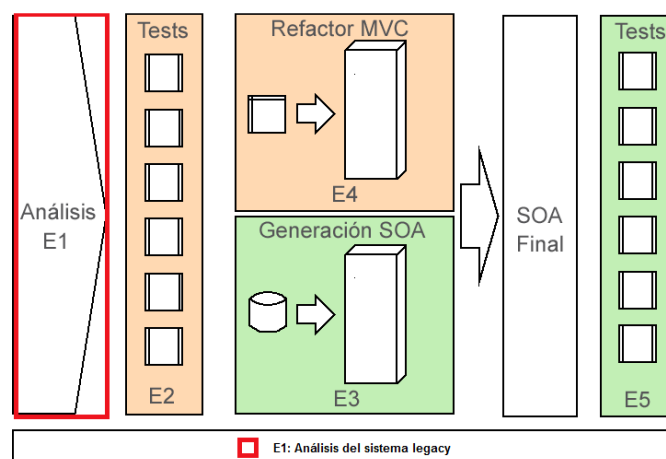 Análisis
E1
Tests
E2
Refactor MVC
E4
Generación SOA
E3
SOA
Final
Tests
E5
E1: Análisis del sistema legacy